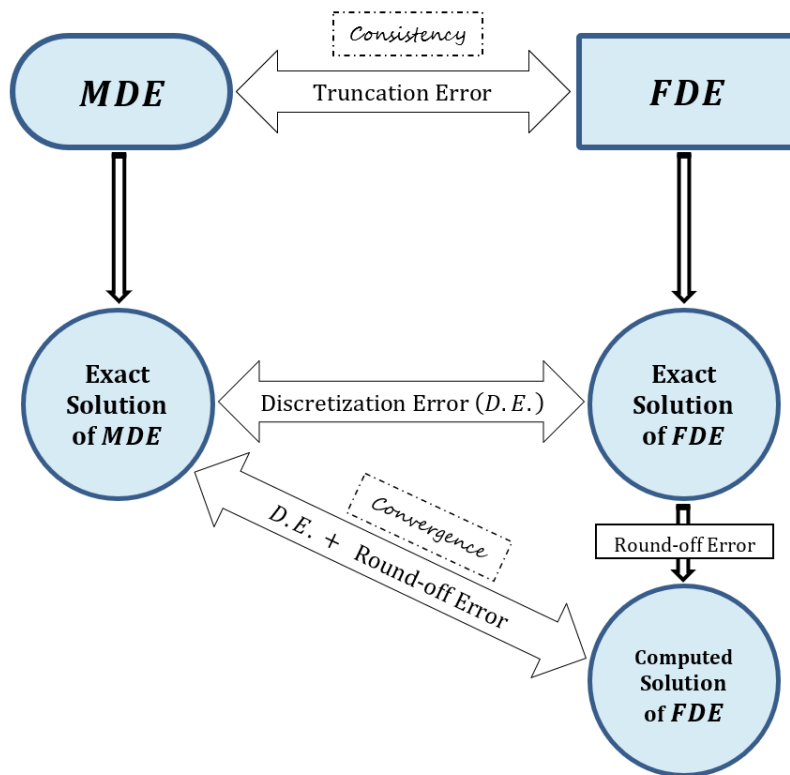 Consistency
MDE
Truncation Error
FDE
Exact
Solution
of MDE
Discretization Error (D.E.)
Exact
Solution
of FDE
Convergence
D.E. + Round-off Error
Round-off Error
Computed
Solution
of FDE